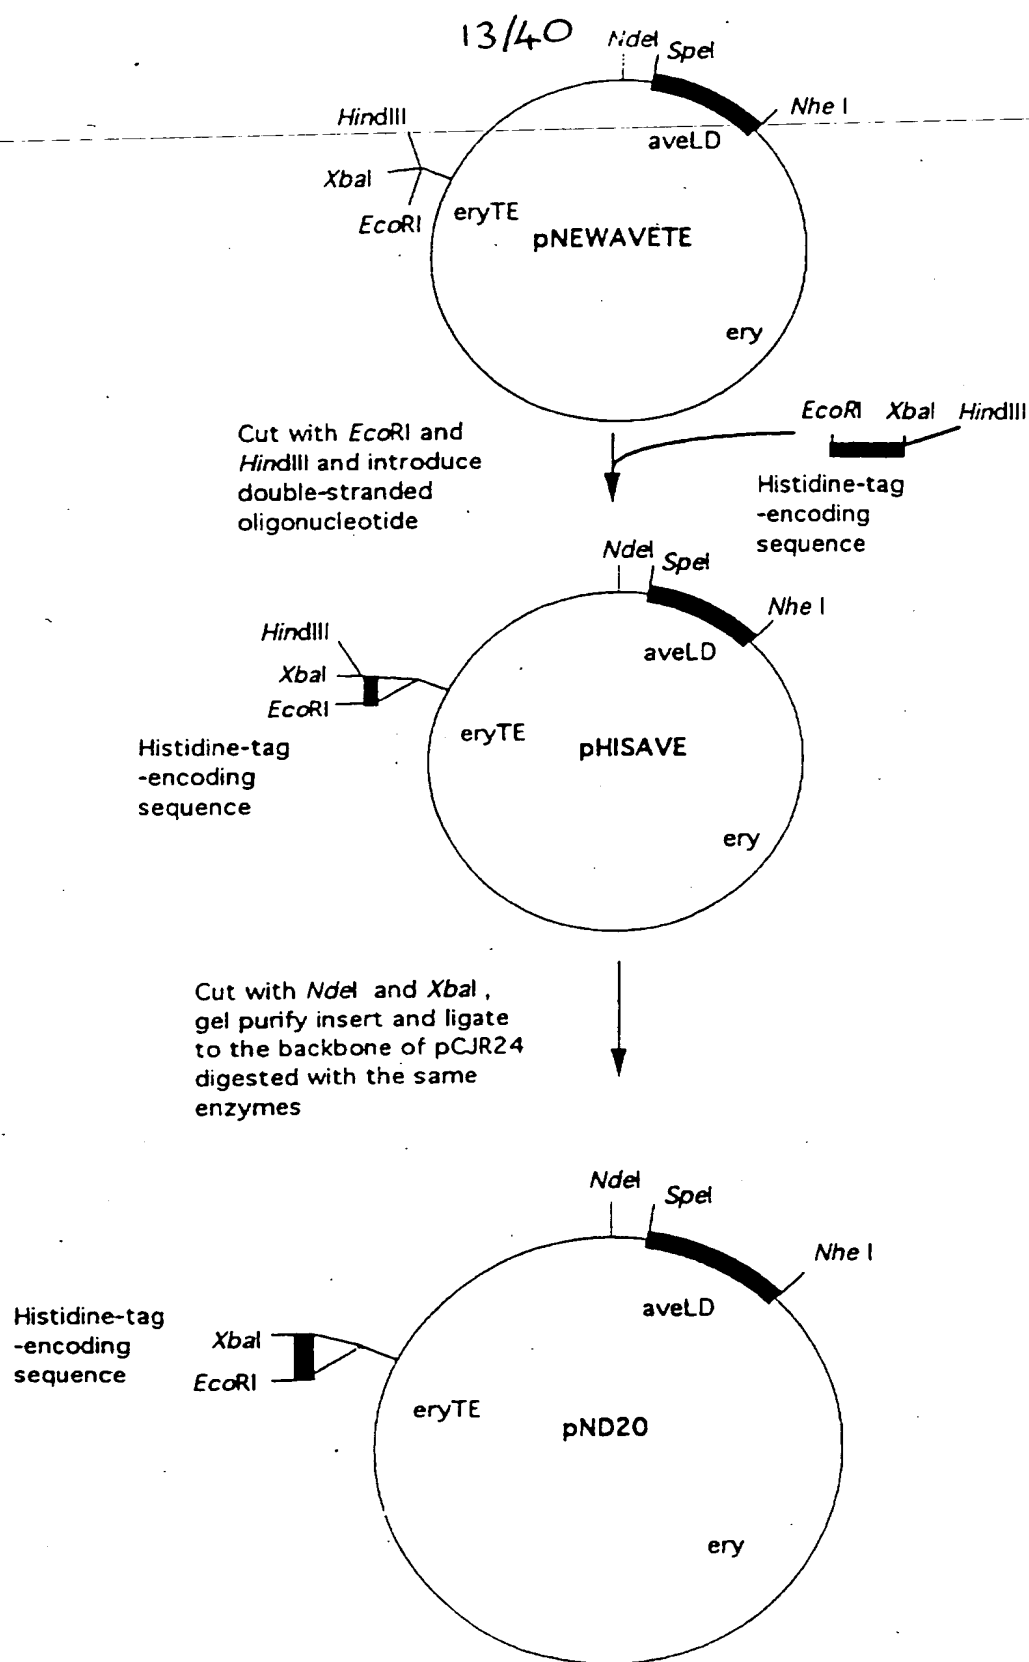 13/40
NdeI
SpeI
HindIII
Nhe I
aveLD
XbaI
eryTE
EcoRI
pNEWAVETE
ery
EcoRI XbaI HindIII
Cut with EcoRI and
HindIII and introduce
double-stranded
oligonucleotide
Histidine-tag
-encoding
sequence
NdeI
SpeI
Nhe I
HindIII
aveLD
XbaI
EcoRI
eryTE
pHISAVE
Histidine-tag
-encoding
sequence
ery
Cut with NdeI and XbaI,
gel purify insert and ligate
to the backbone of pCJR24
digested with the same
enzymes
NdeI
SpeI
Nhe I
aveLD
Histidine-tag
-encoding
sequence
XbaI
EcoRI
eryTE
pND20
ery